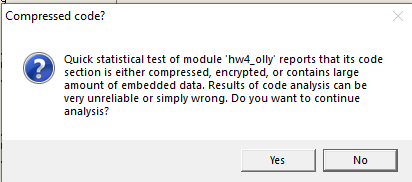 Compressed code?
Quick statistical test of module 'hw4_olly' reports that its code
section is either compressed, encrypted, or contains large
amount of embedded data. Results of code analysis can be
very unreliable or simply wrong. Do you want to continue
analysis?
Yes No